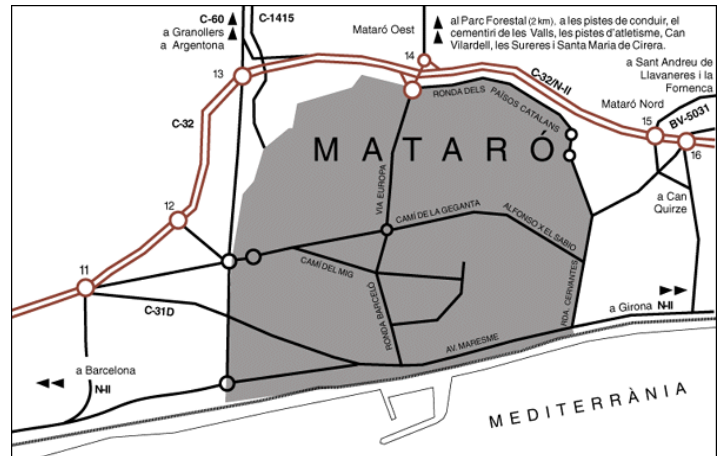 C-60
a Granollers
a Argentona
C-1415
Mataró Oest
al Parc Forestal (2 km). a les pistes de conduir, el
cementiri de les Valls, les pistes d'atletisme, Can
Vilardell, les Sureres i Santa Maria de Cirera.
14
13
a Sant Andreu de
Llavaneres i la
Fornenca
C-32/N-II
RONDA DELS
PAÏSOS CATALANS
Mataró Nord
BV-5031
15
16
C-32
MATARÓ
VIA EUROPA
12
CAMÍ DE LA GEGANTA
ALFONSO X EL SABIO
a Can
Quirze
11
CAMÍ DEL MIG
C-31D
RONDA BARCELÓ
RDA. CERVANTES
a Girona N-II
AV. MARESME
a Barcelona
N-II
MEDITERRÀNIA